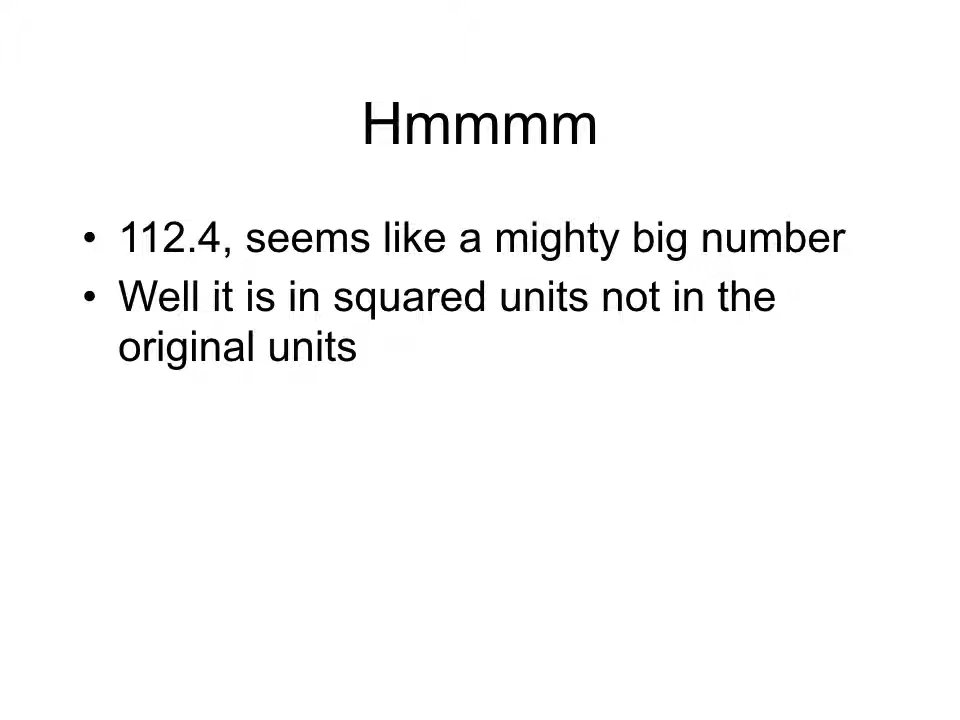 Hmmmm
• 112.4, seems like a mighty big number
• Well it is in squared units not in the
original units